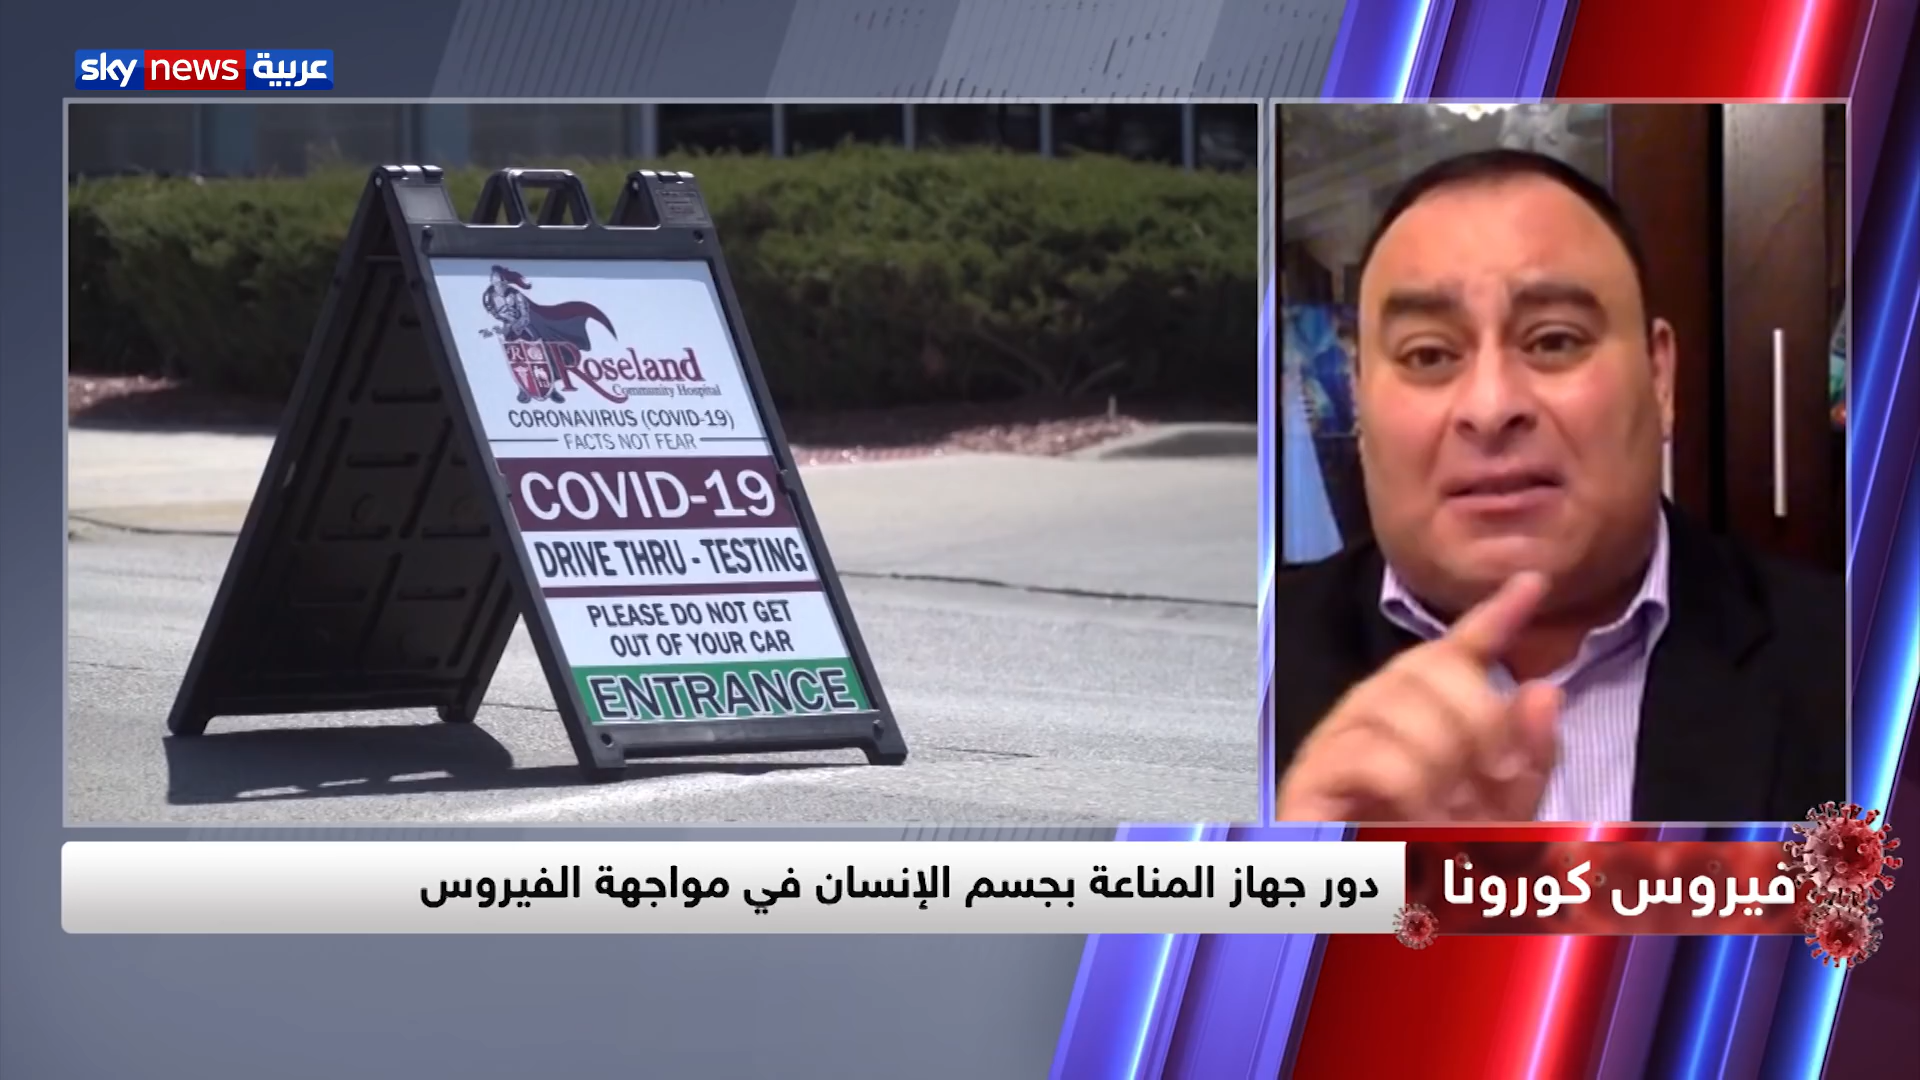 sky news عربية
Roseland
Community Hospital
CORONAVIRUS (COVID-19)
FACTS NOT FEAR
COVID-19
DRIVE THRU - TESTING
PLEASE DO NOT GET
OUT OF YOUR CAR
ENTRANCE
فيروس كورونا
دور جهاز المناعة بجسم الإنسان في مواجهة الفيروس